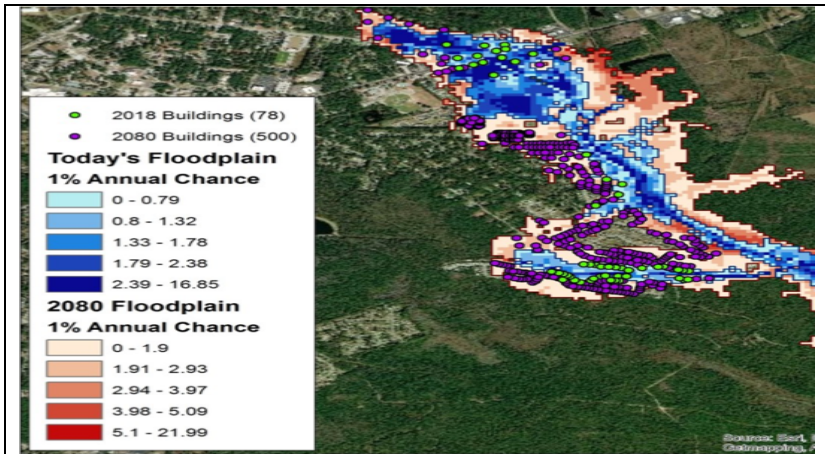 2018 Buildings (78)
2080 Buildings (500)
Today's Floodplain
1% Annual Chance
0 - 0.79
0.8 - 1.32
1.33 - 1.78
1.79 - 2.38
2.39 - 16.85
2080 Floodplain
1% Annual Chance
0 - 1.9
1.91 - 2.93
2.94 - 3.97
3.98 - 5.09
5.1 - 21.99
Source: Esri,
Getmapping,